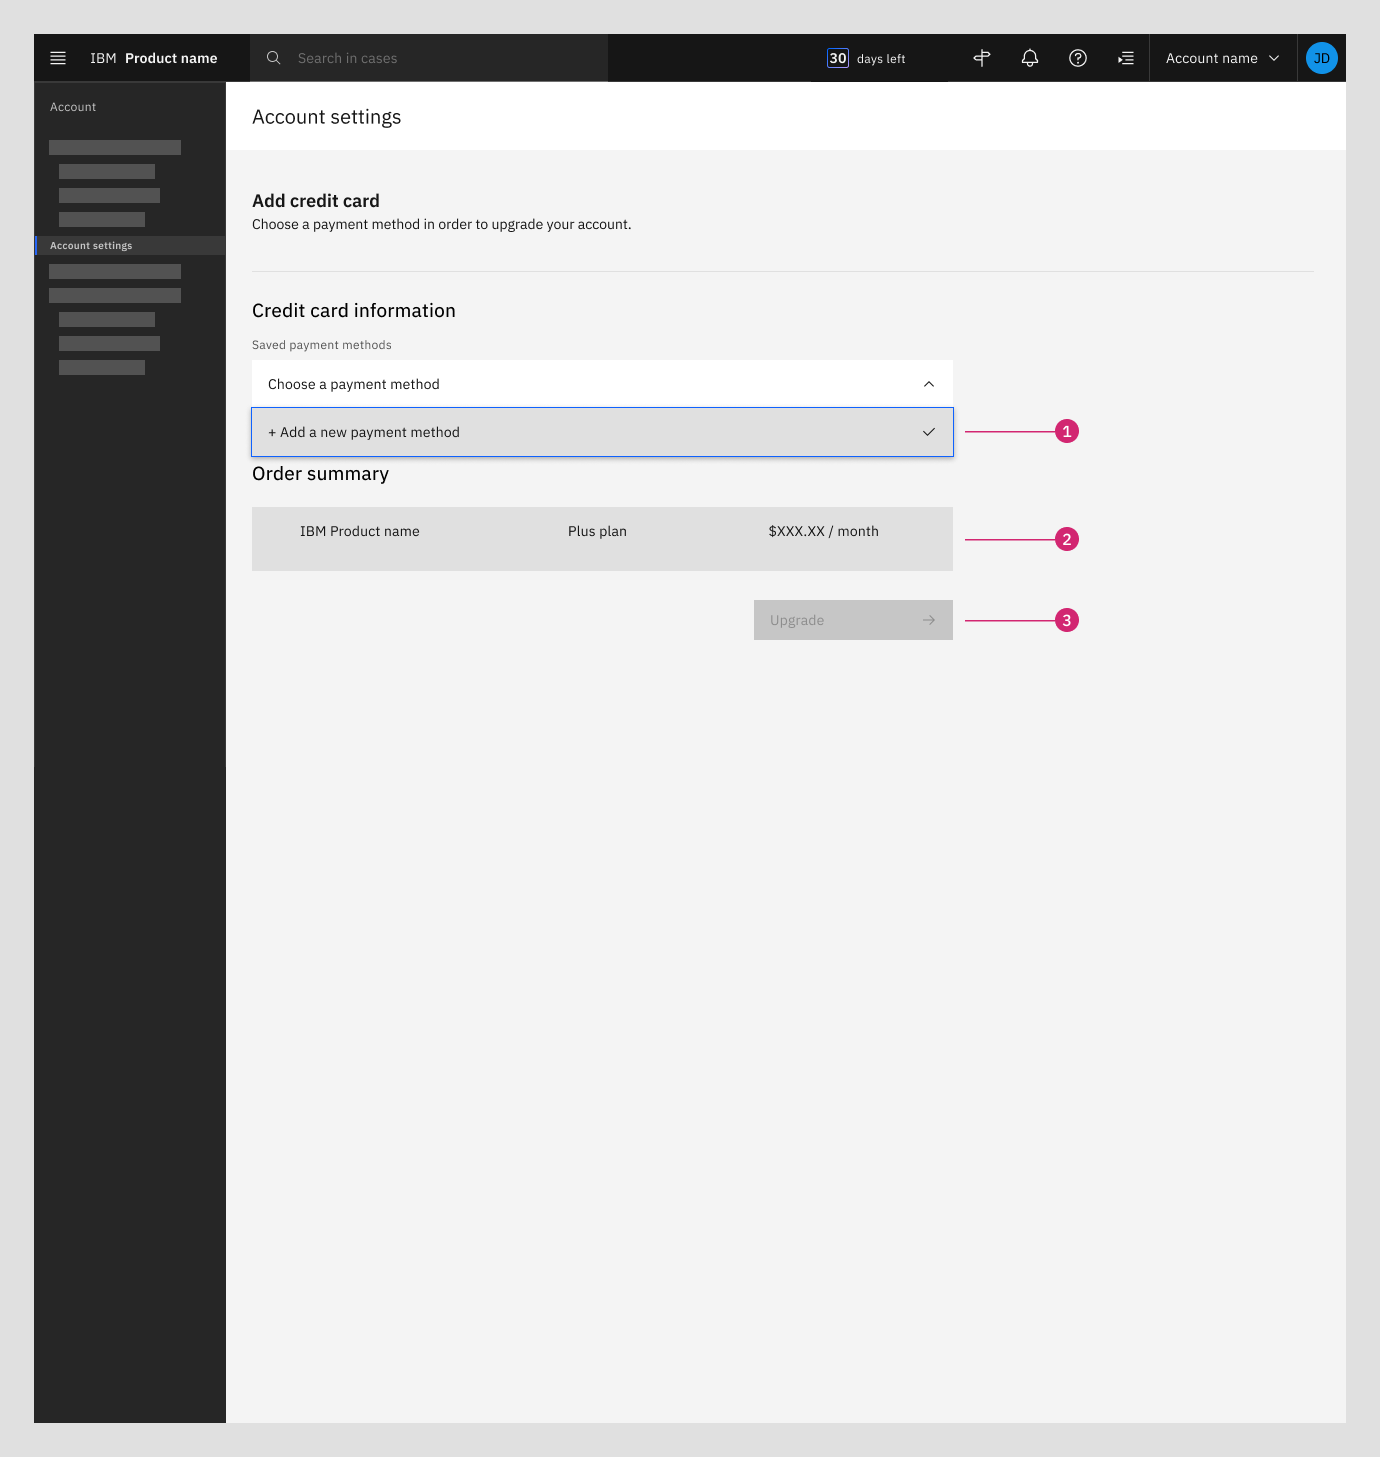 IBM Product name
Search in cases
30 days left
Account name
JD
Account
Account settings
Account settings
Add credit card
Choose a payment method in order to upgrade your account.
Credit card information
Saved payment methods
Choose a payment method
+ Add a new payment method
1
Order summary
IBM Product name Plus plan $XXX.XX / month
2
Upgrade
3